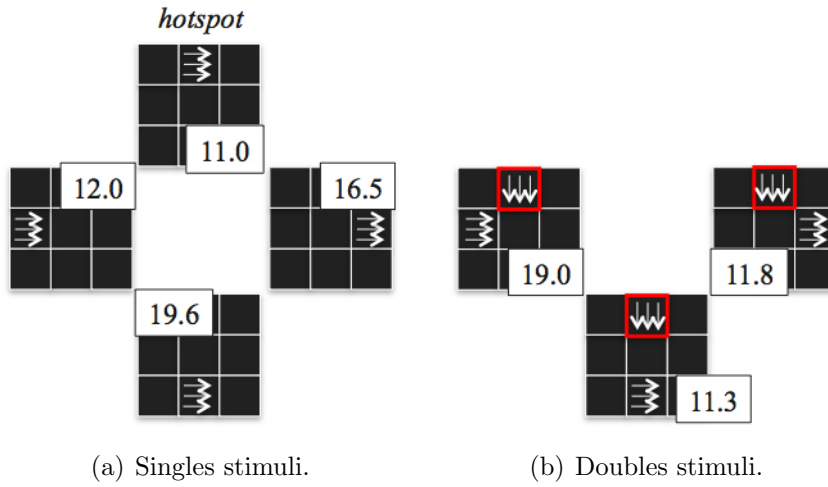 hotspot
11.0
12.0
16.5
19.6
19.0
11.8
11.3
(a) Singles stimuli.
(b) Doubles stimuli.